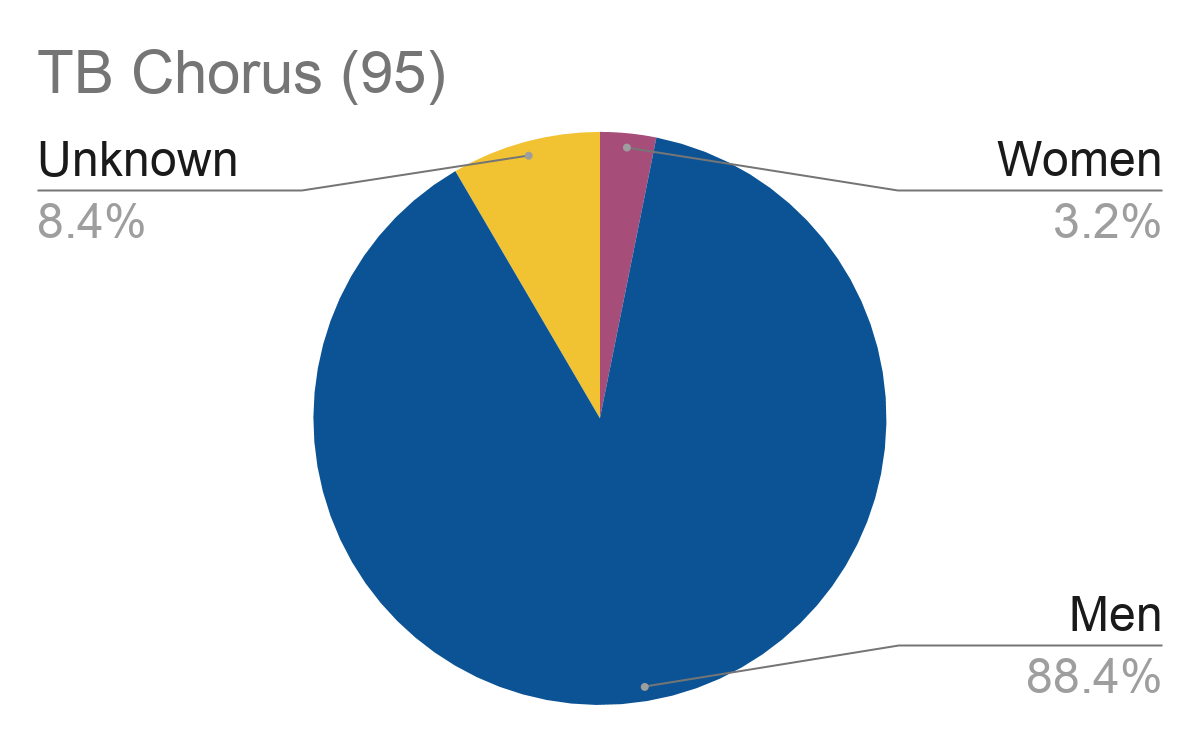 TB Chorus (95)
Unknown
8.4%
Women
3.2%
Men
88.4%